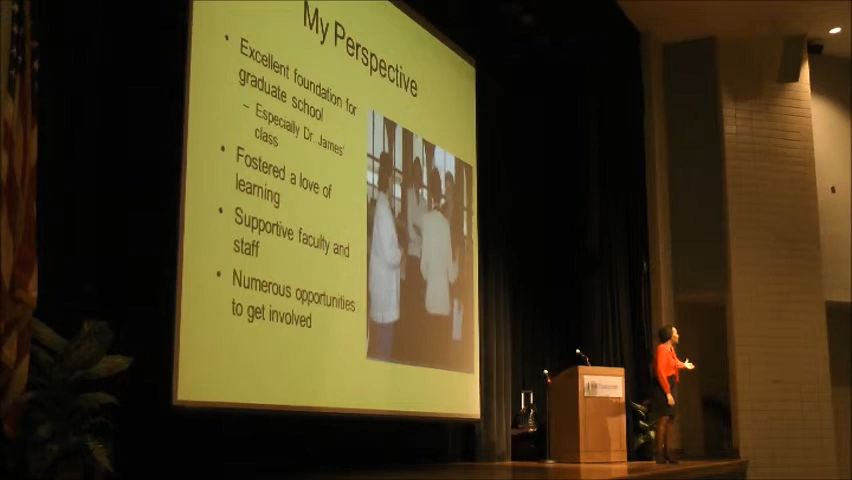 My Perspective
• Excellent foundation for
graduate school
– Especially Dr. James'
class
• Fostered a love of
learning
• Supportive faculty and
staff
• Numerous opportunities
to get involved